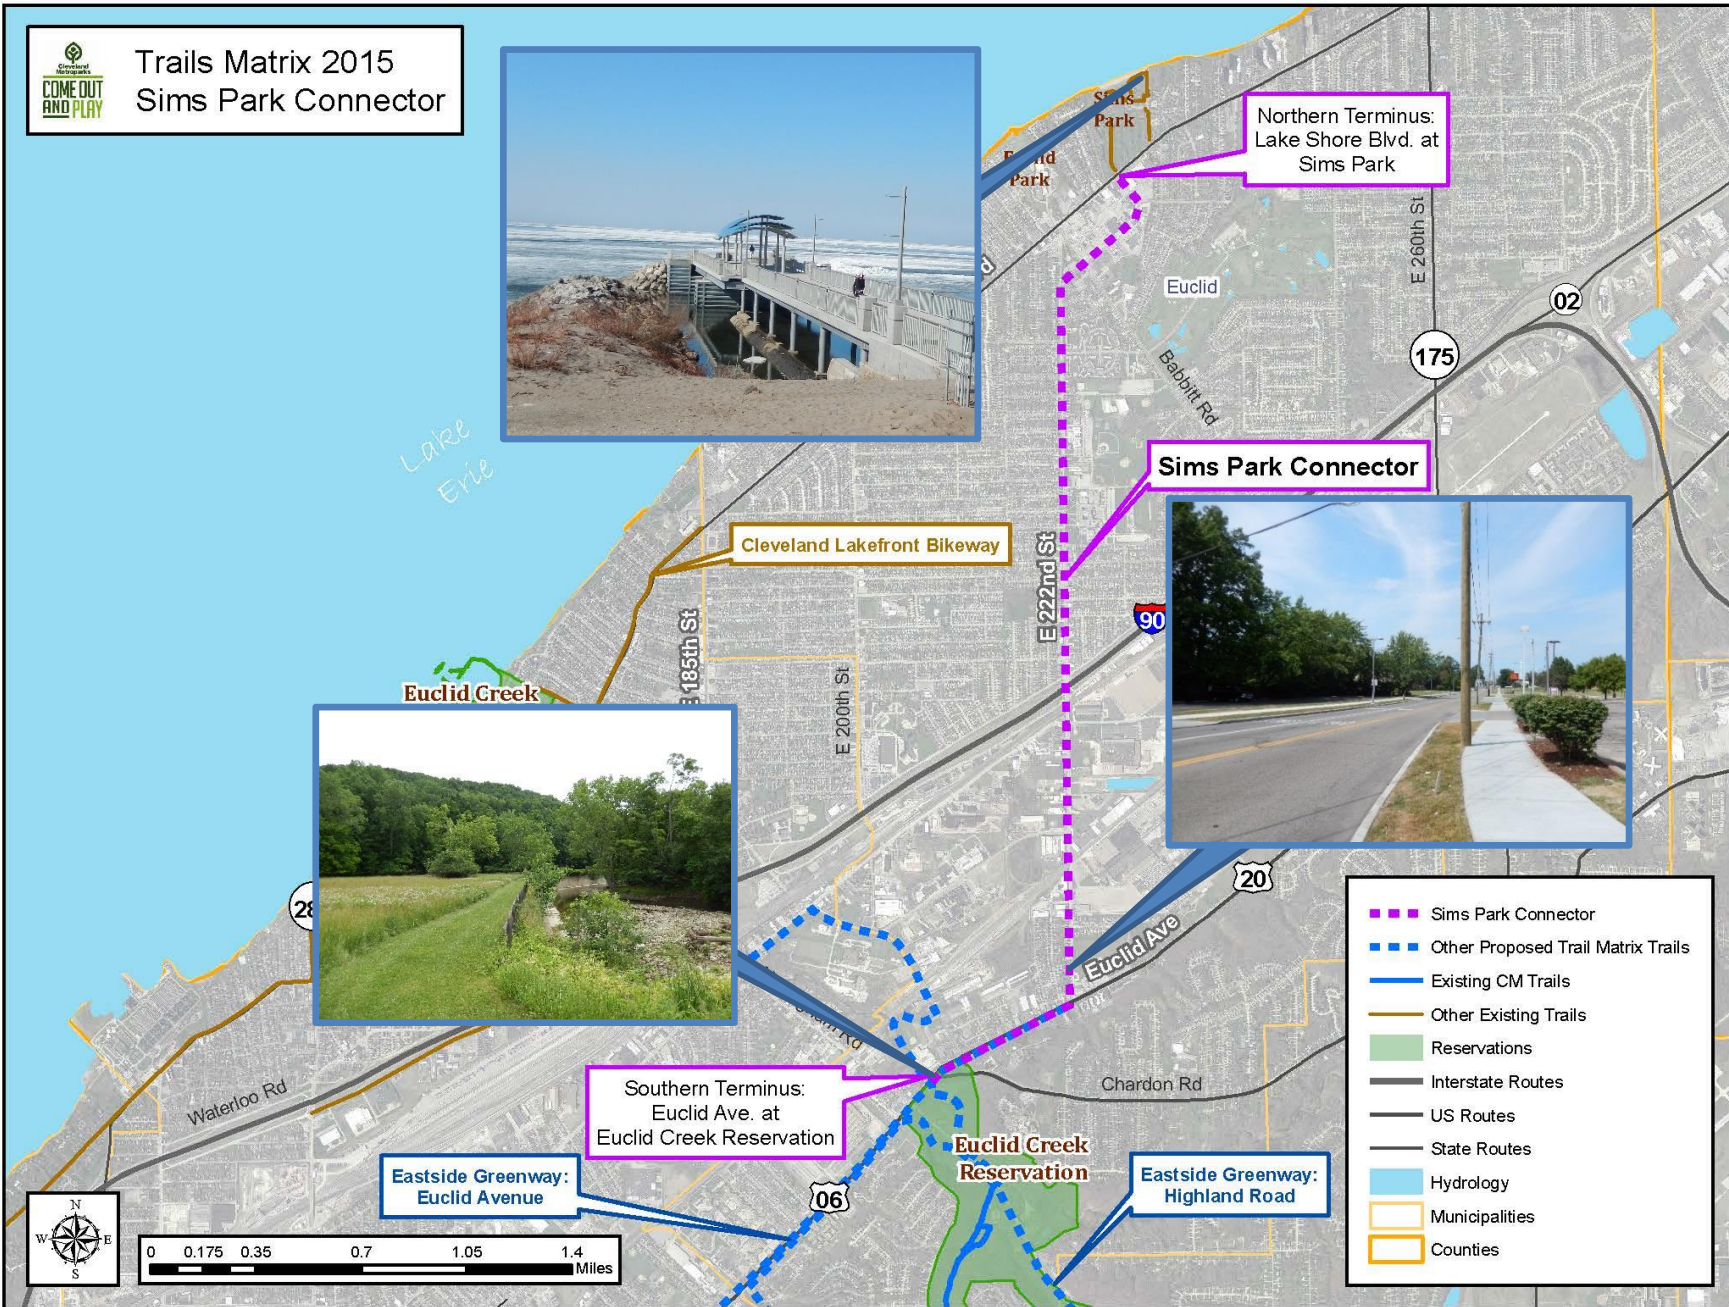 Cleveland
Metroparks
COME OUT
AND PLAY
Trails Matrix 2015
Sims Park Connector
Sims
Park
Park
Northern Terminus:
Lake Shore Blvd. at
Sims Park
E 260th St
Euclid
02
175
Babbitt Rd
Lake
Erie
Sims Park Connector
Cleveland Lakefront Bikeway
E 222nd St
90
E 185th St
E 200th St
Euclid Creek
20
Euclid Ave
Rd
Chardon Rd
Waterloo Rd
Southern Terminus:
Euclid Ave. at
Euclid Creek Reservation
Euclid Creek
Reservation
Eastside Greenway:
Euclid Avenue
06
Eastside Greenway:
Highland Road
Sims Park Connector
Other Proposed Trail Matrix Trails
Existing CM Trails
Other Existing Trails
Reservations
Interstate Routes
US Routes
State Routes
Hydrology
Municipalities
Counties
N
W E
S
0 0.175 0.35 0.7 1.05 1.4
Miles